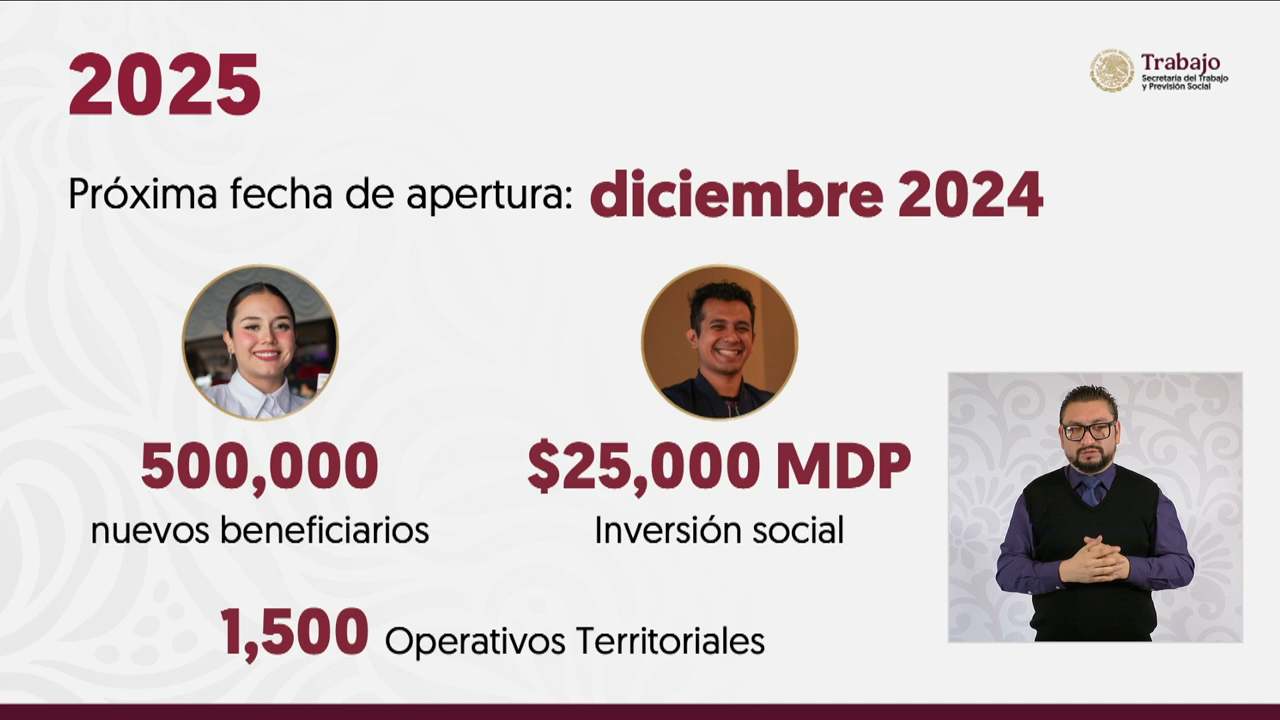 2025
Trabajo
Secretaría del Trabajo
y Previsión Social
Próxima fecha de apertura: diciembre 2024
500,000
nuevos beneficiarios
$25,000 MDP
Inversión social
1,500 Operativos Territoriales